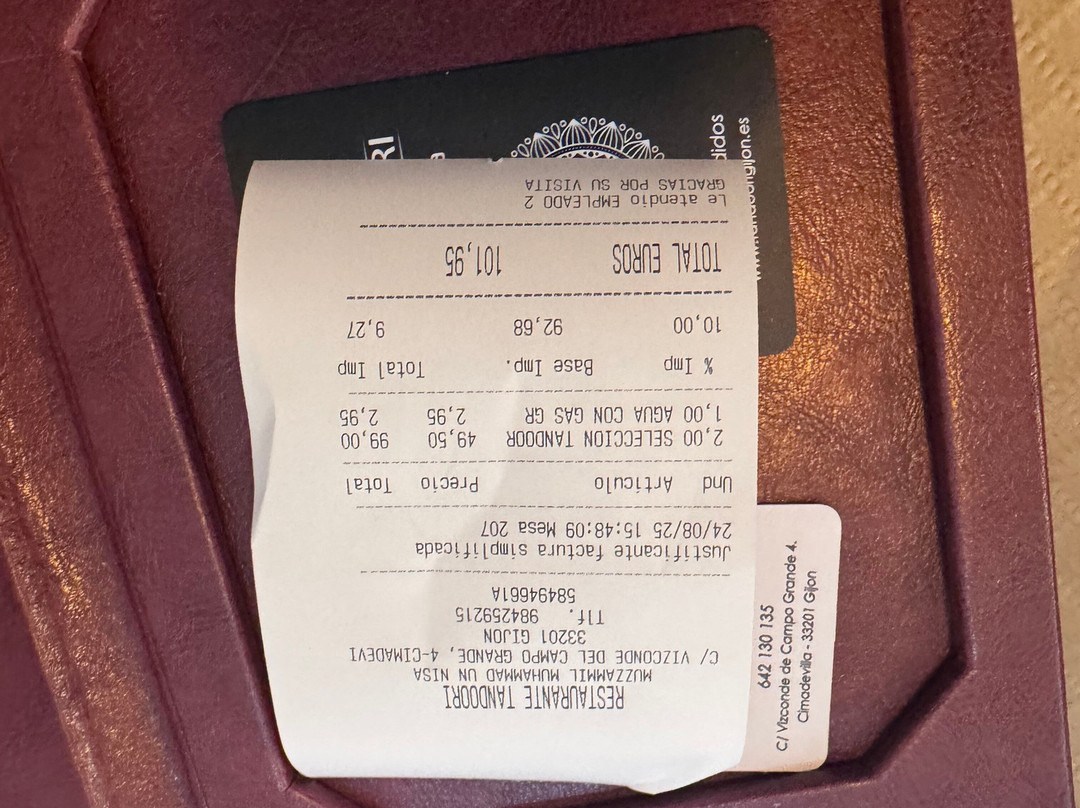 RESTAURANTE TANDOORI
MUZZAMMIL MUHAMMAD UN NISA
C/ VIZCONDE DEL CAMPO GRANDE, 4-CIMADEVI
33201 GIJON
Tlf. 984259215
58494661A
Justificante factura simplificada
24/08/25 15:48:09 Mesa 207
Und Artículo Precio Total
2,00 SELECCION TANDOOR 49,50 99,00
1,00 AGUA CON GAS GR 2,95 2,95
% Imp Base Imp. Total Imp
10,00 92,68 9,27
TOTAL EUROS 101,95
Le atendio EMPLEADO 2
GRACIAS POR SU VISITA
642 130 135
C/ Vizconde de Campo Grande 4.
Cimadevilla - 33201 Gijon
RI
didos